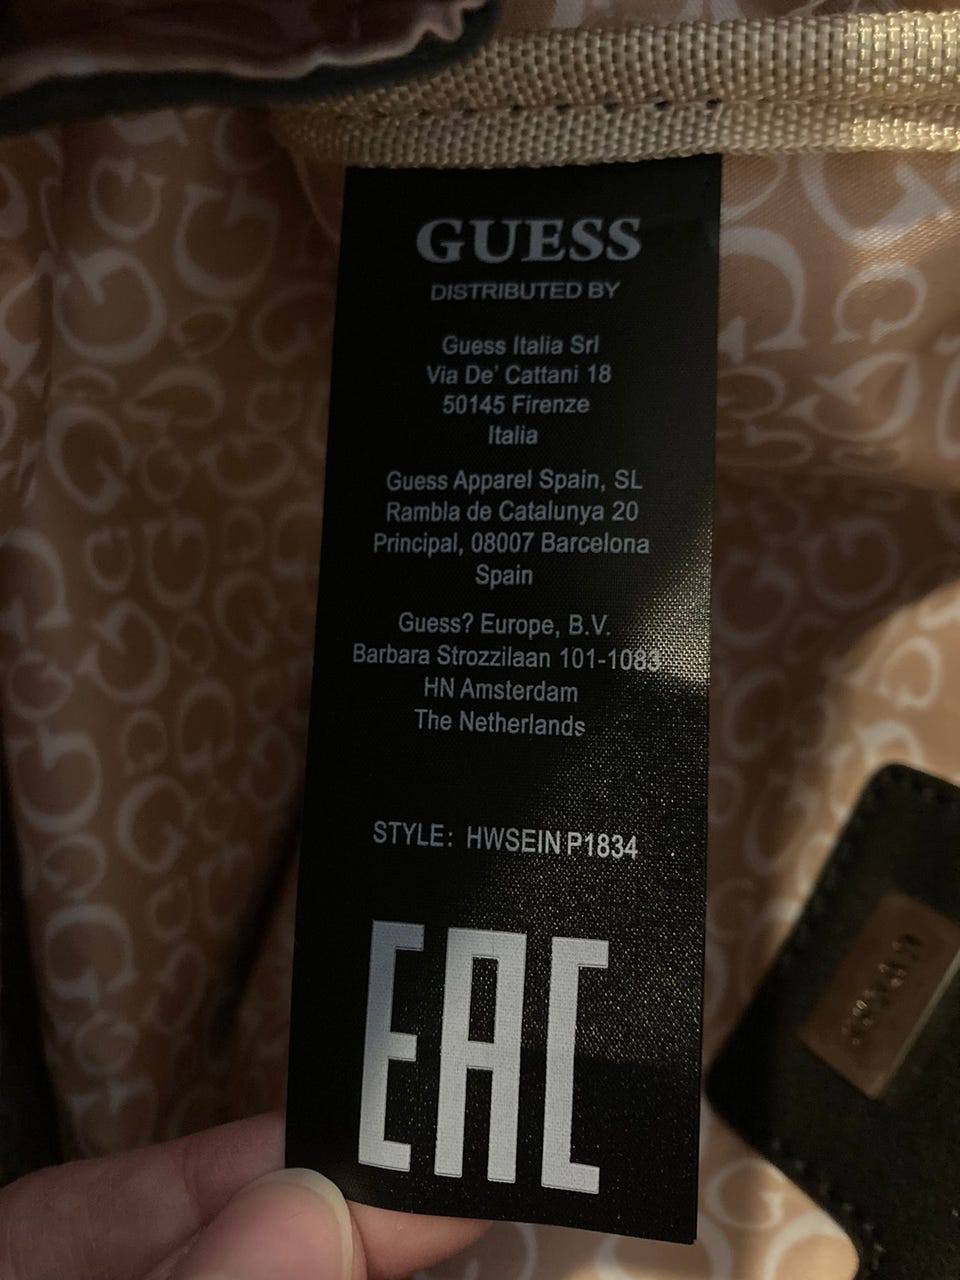 GUESS
DISTRIBUTED BY
Guess Italia Srl
Via De' Cattani 18
50145 Firenze
Italia
Guess Apparel Spain, SL
Rambla de Catalunya 20
Principal, 08007 Barcelona
Spain
Guess? Europe, B.V.
Barbara Strozzilaan 101-1083
HN Amsterdam
The Netherlands
STYLE: HWSEIN P1834
EAC
GUESS